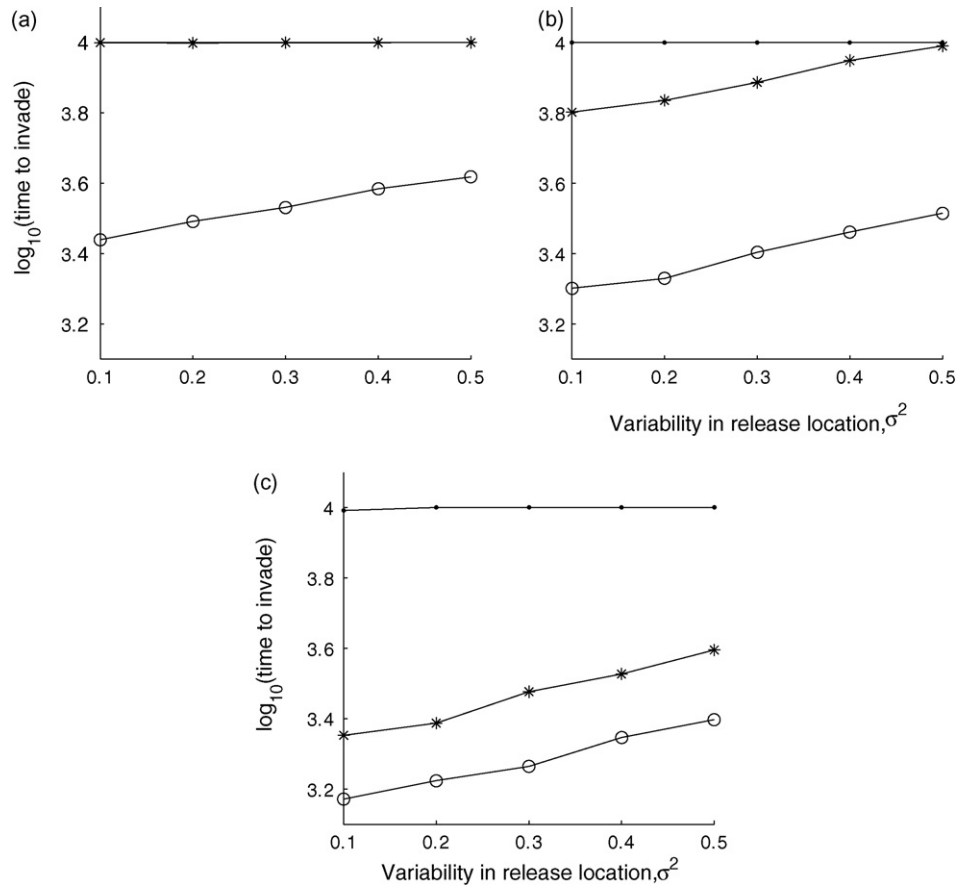 (a)
log10(time to invade)
4
3.8
3.6
3.4
3.2
0.1 0.2 0.3 0.4 0.5
(b)
4
3.8
3.6
3.4
3.2
0.1 0.2 0.3 0.4 0.5
Variability in release location,σ2
(c)
log10(time to invade)
4
3.8
3.6
3.4
3.2
0.1 0.2 0.3 0.4 0.5
Variability in release location,σ2